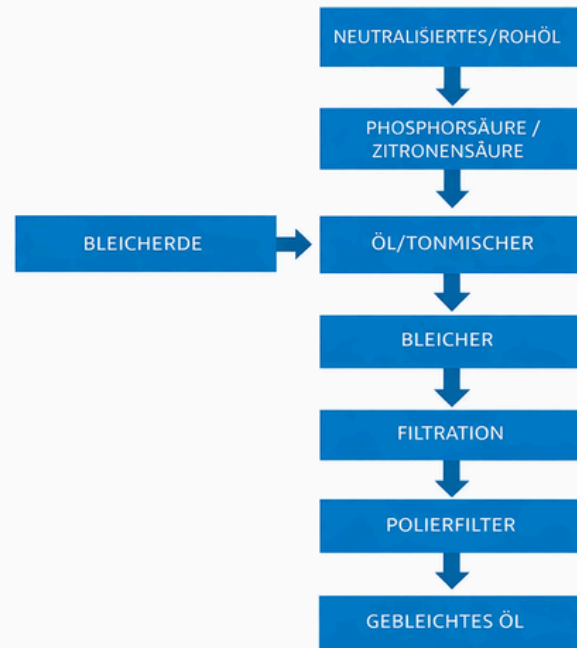 NEUTRALISIERTES/ROHÖL
PHOSPHORSÄURE /
ZITRONENSÄURE
BLEICHERDE
ÖL/TONMISCHER
BLEICHER
FILTRATION
POLIERFILTER
GEBLEICHTES ÖL